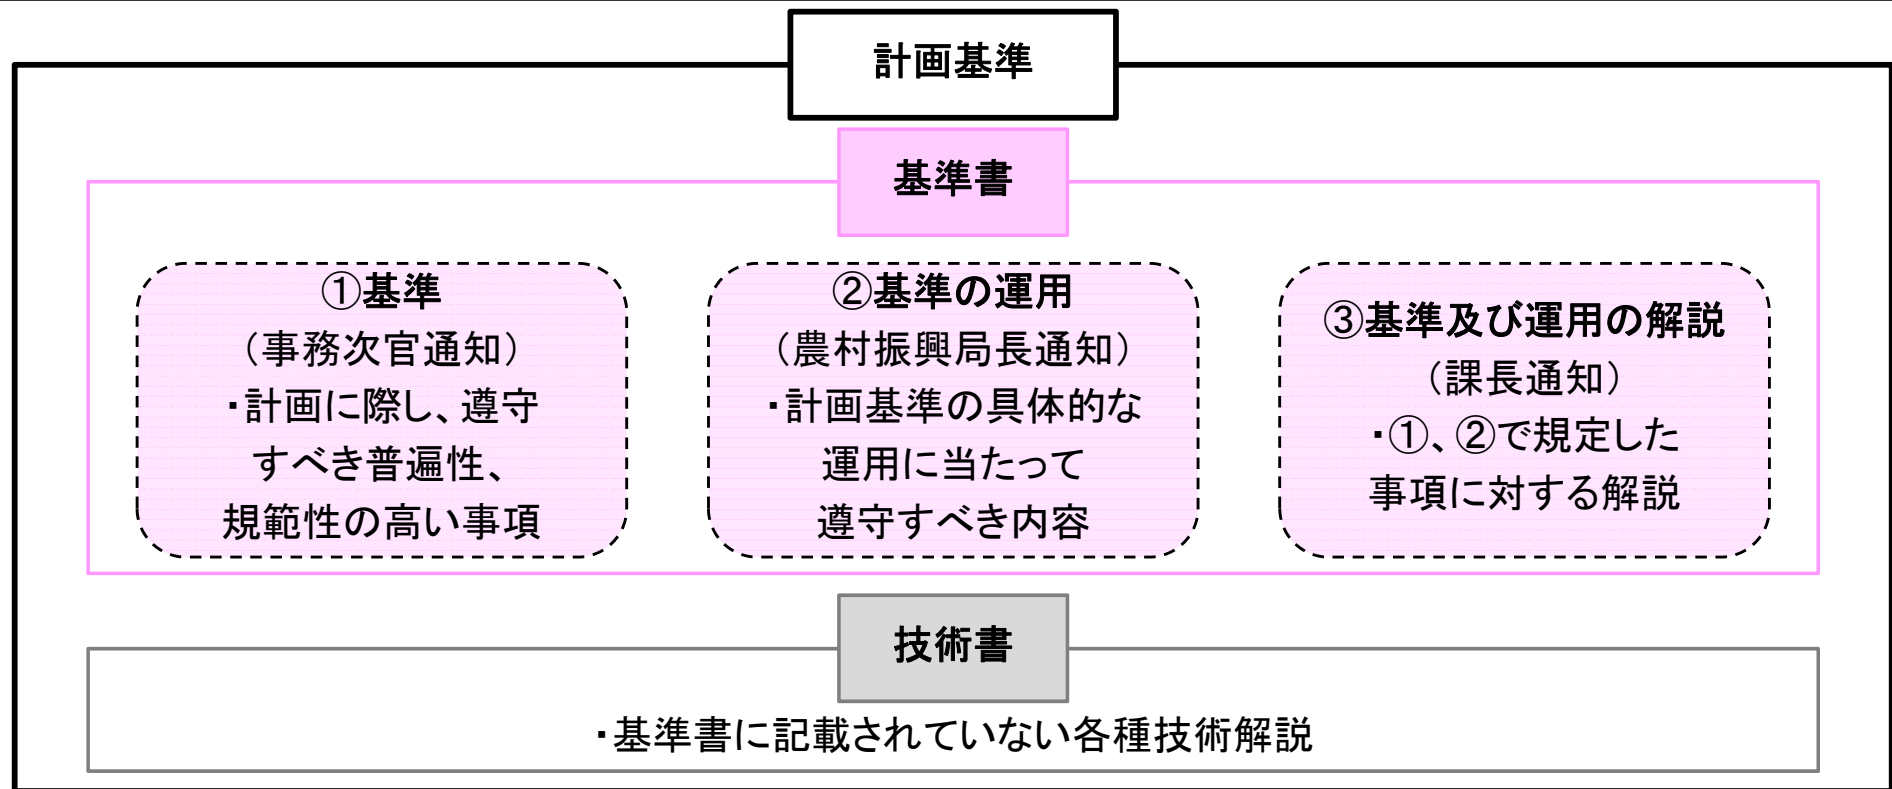 計画基準
基準書
①基準
（事務次官通知）
・計画に際し、遵守
すべき普遍性、
規範性の高い事項
②基準の運用
（農村振興局長通知）
・計画基準の具体的な
運用に当たって
遵守すべき内容
③基準及び運用の解説
（課長通知）
・①、②で規定した
事項に対する解説
技術書
・基準書に記載されていない各種技術解説